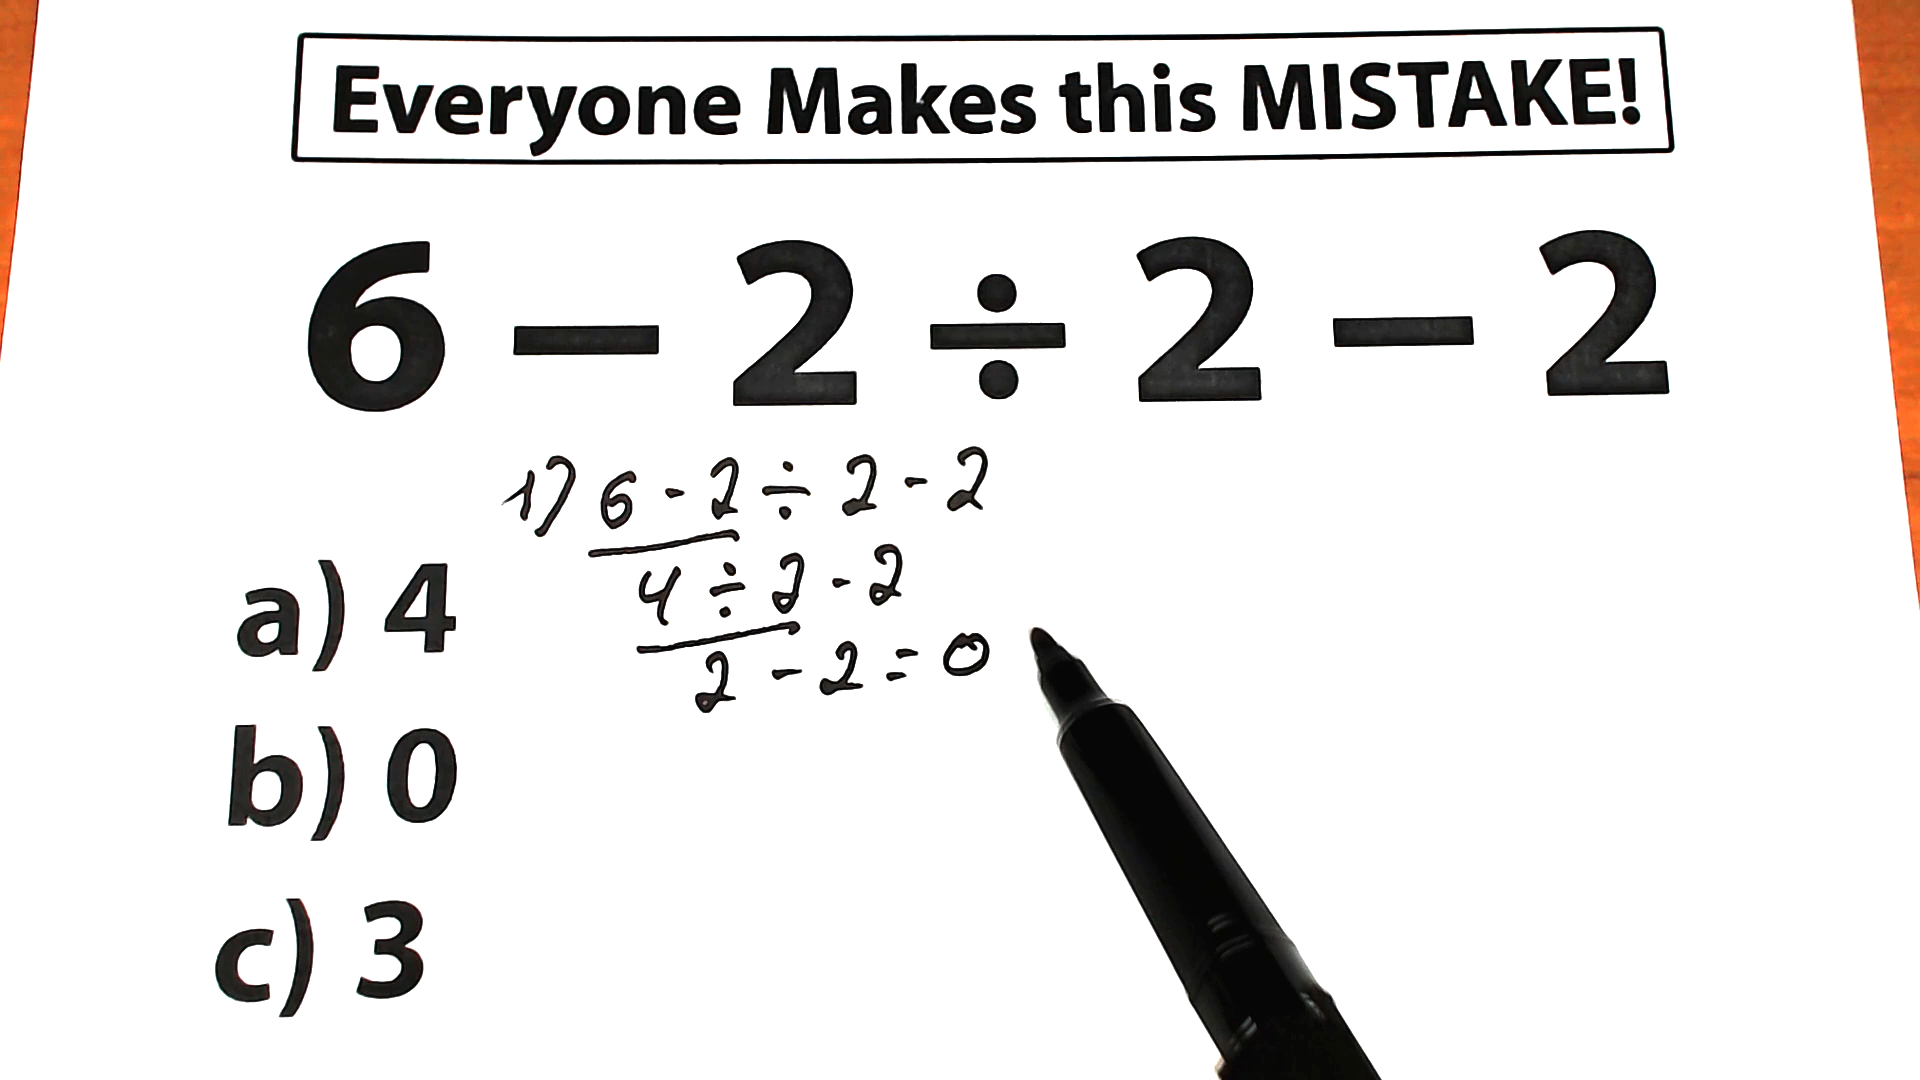 Everyone Makes this MISTAKE!
6 – 2 ÷ 2 – 2
1) 6 - 2 ÷ 2 - 2
4 ÷ 2 - 2
2 - 2 = 0
a) 4
b) 0
c) 3